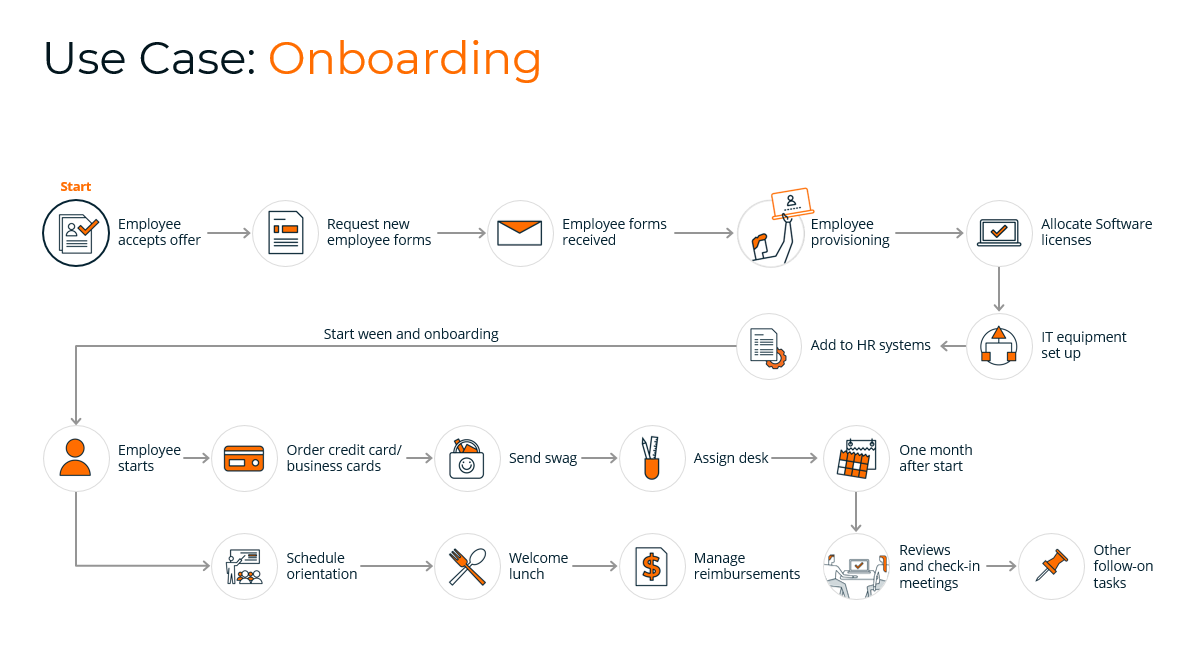 Use Case: Onboarding
Start
Employee
accepts offer
Request new
employee forms
Employee forms
received
Employee
provisioning
Allocate Software
licenses
IT equipment
set up
Add to HR systems
Start ween and onboarding
Employee
starts
Order credit card/
business cards
Send swag
Assign desk
One month
after start
Schedule
orientation
Welcome
lunch
Manage
reimbursements
Reviews
and check-in
meetings
Other
follow-on
tasks